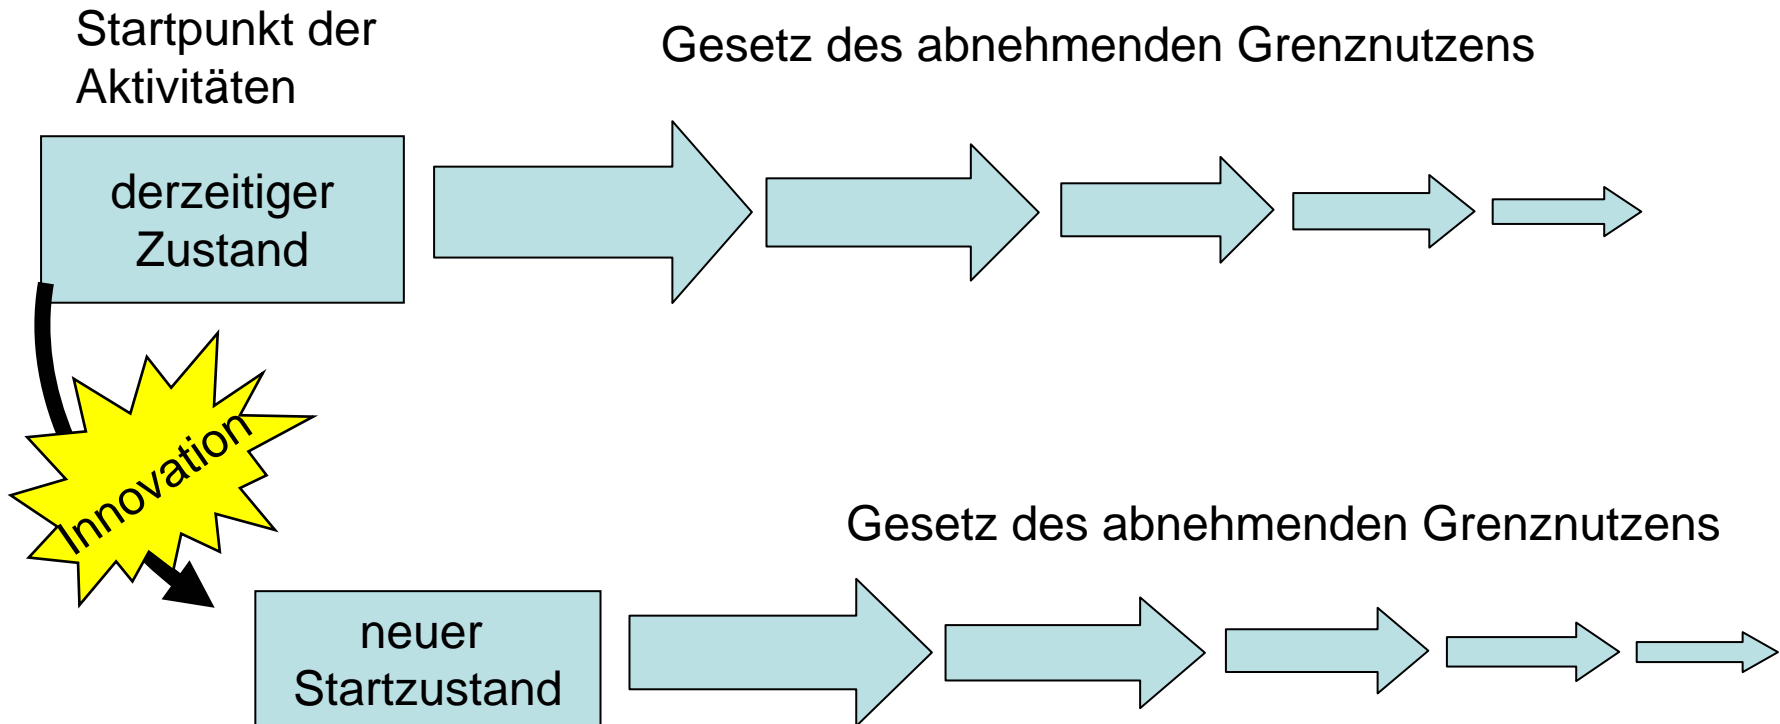 Startpunkt der
Aktivitäten
Gesetz des abnehmenden Grenznutzens
derzeitiger
Zustand
Innovation
Gesetz des abnehmenden Grenznutzens
neuer
Startzustand